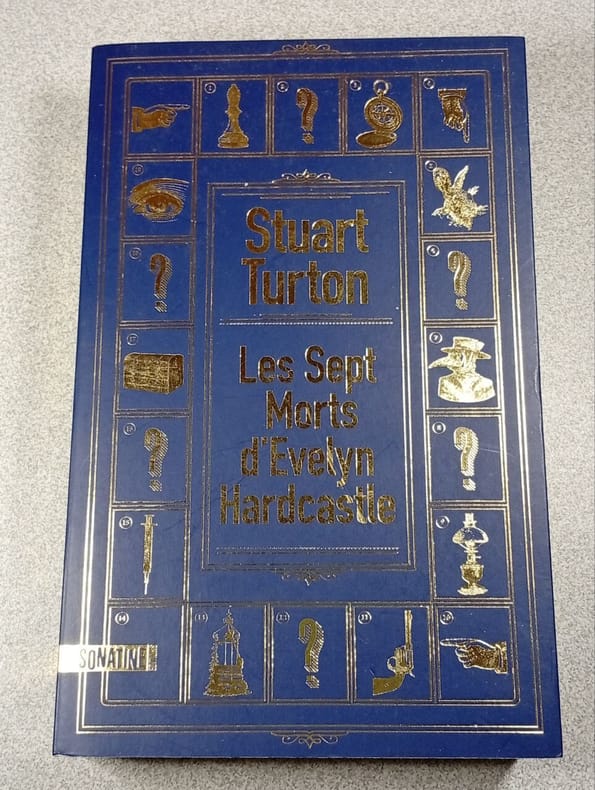 Stuart
Turton
Les Sept
Morts
d'Evelyn
Hardcastle
SONATINE